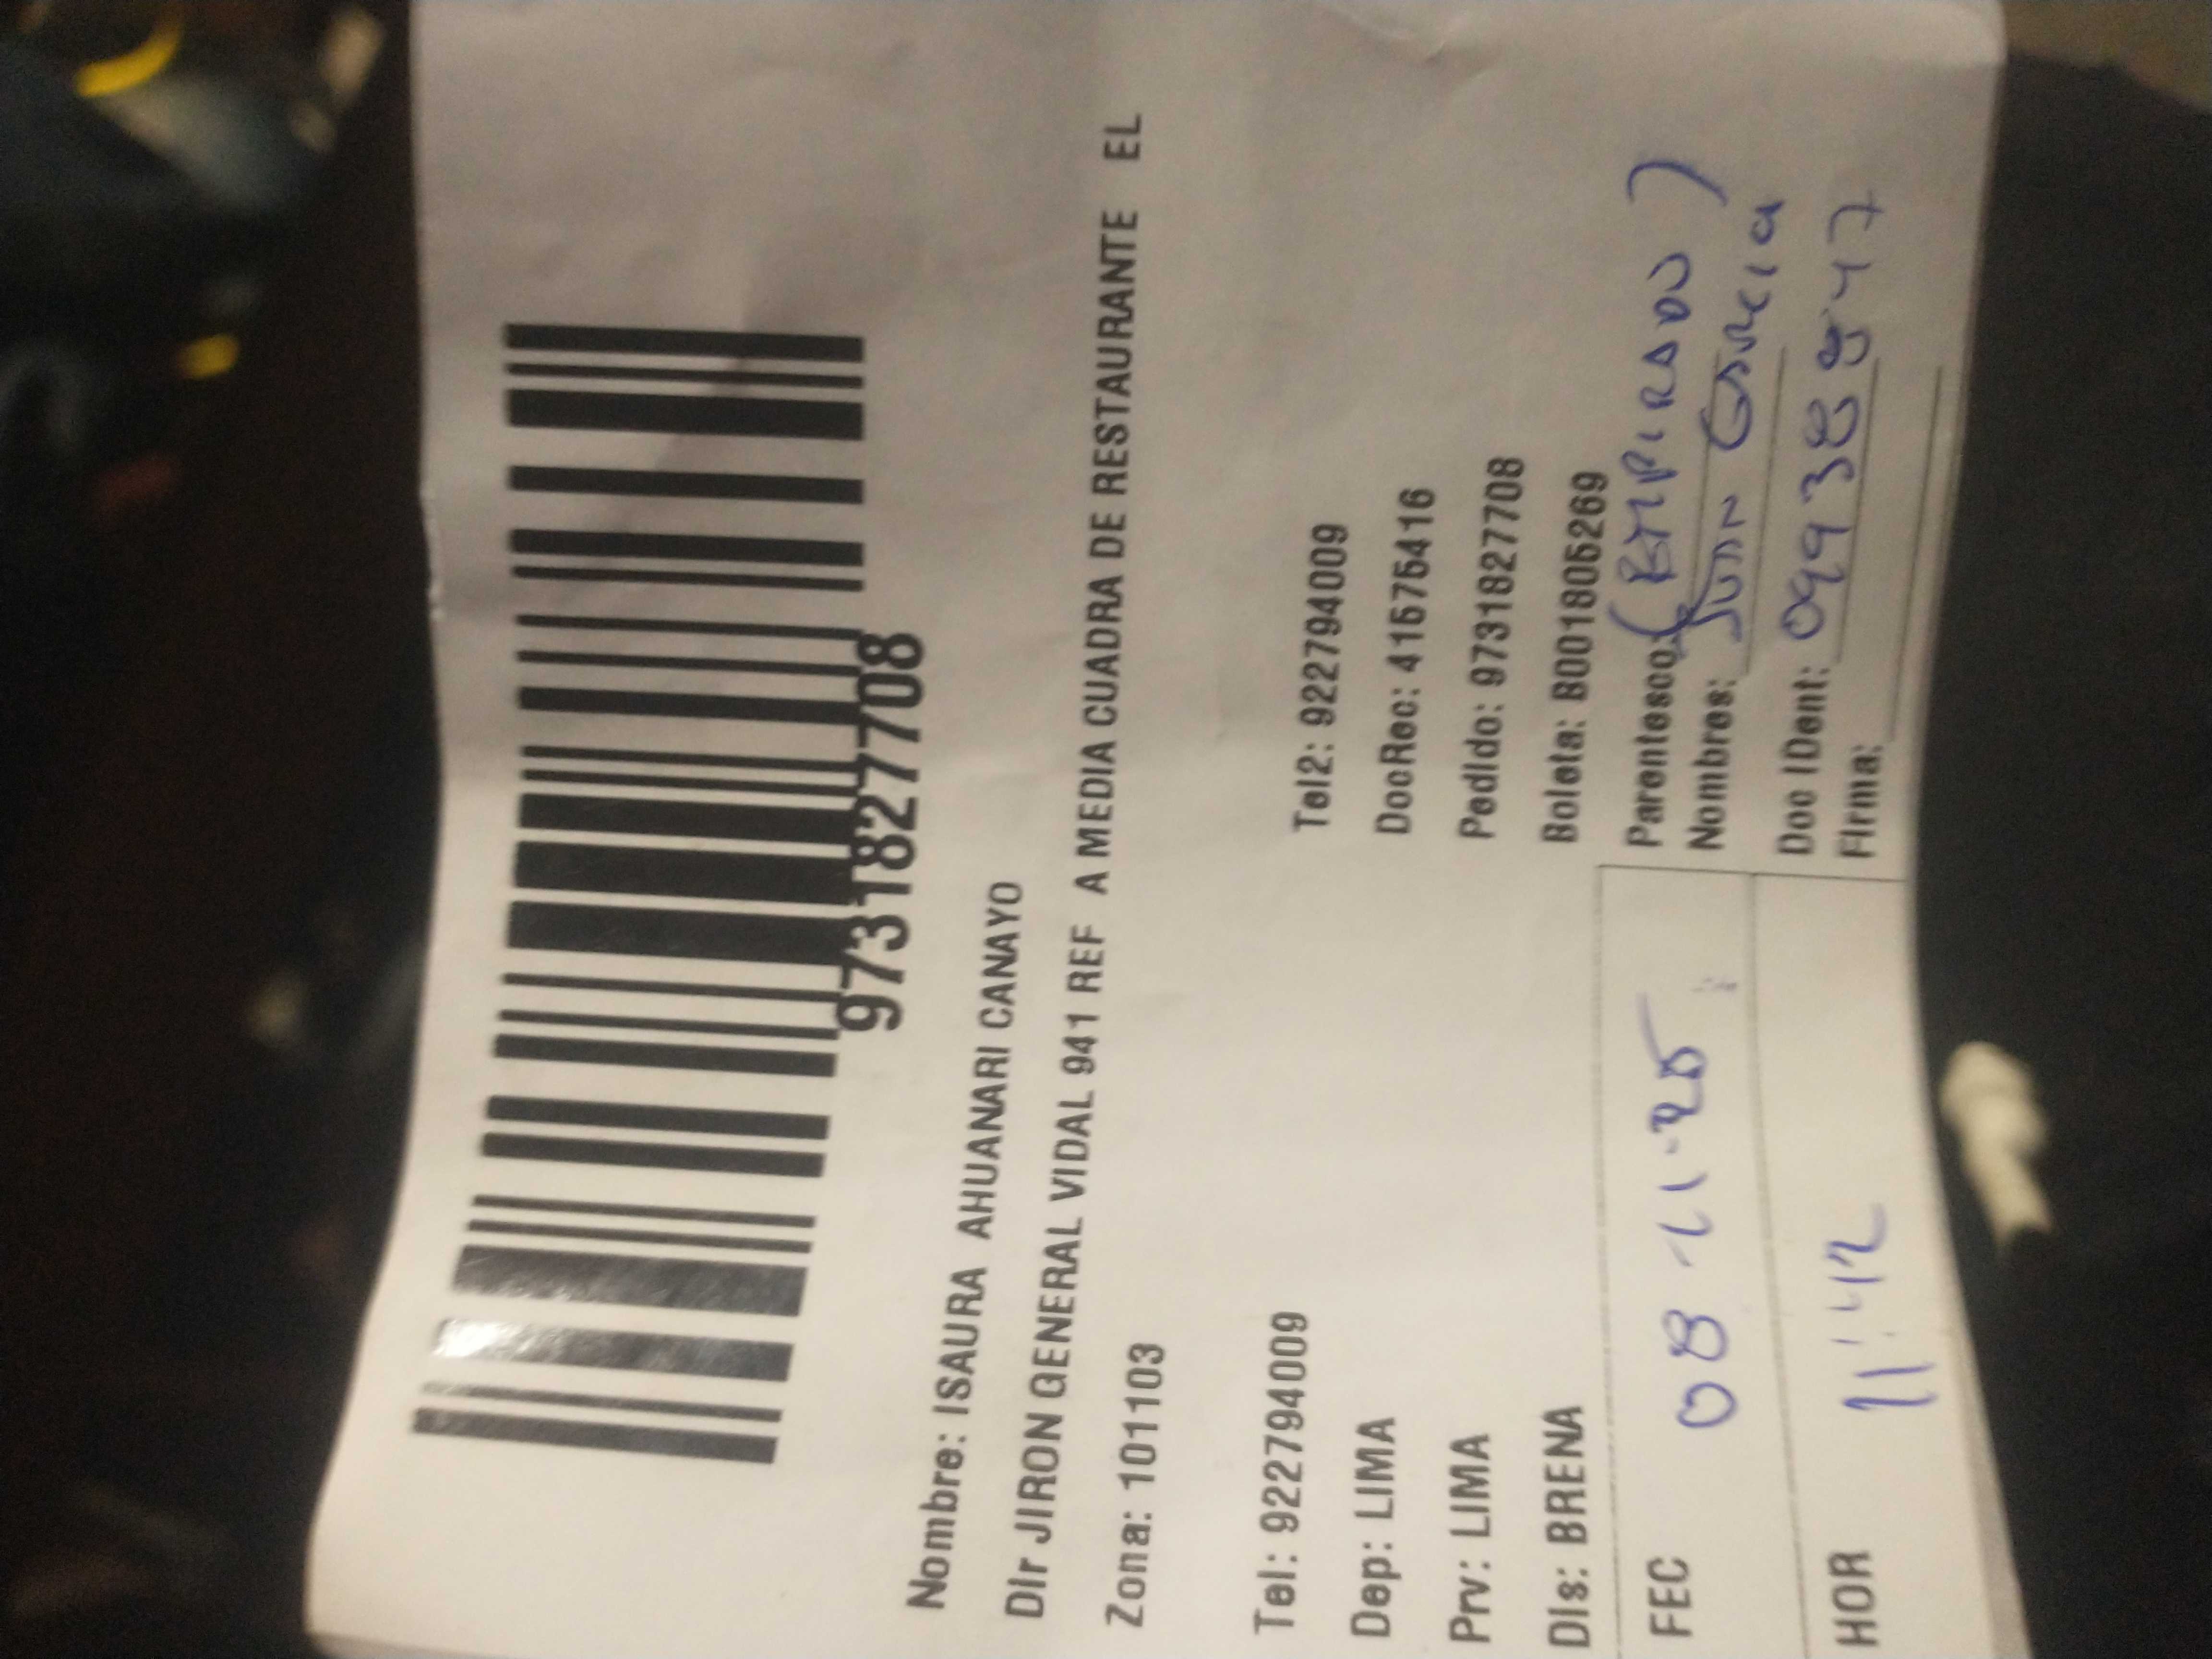 9731827708
Nombre: ISAURA AHUANARI CANAYO
Dir JIRON GENERAL VIDAL 941 REF A MEDIA CUADRA DE RESTAURANTE EL
Zona: 101103
Tel: 922794009 Tel2: 922794009
Dep: LIMA DocRec: 41575416
Prv: LIMA Pedido: 9731827708
Dis: BRENA Boleta: B001805269
FEC 08-11-25 Parentesco:
Nombres: JUAN GARCIA
HOR 11:42 Doc IDent: 09938847
Firma: